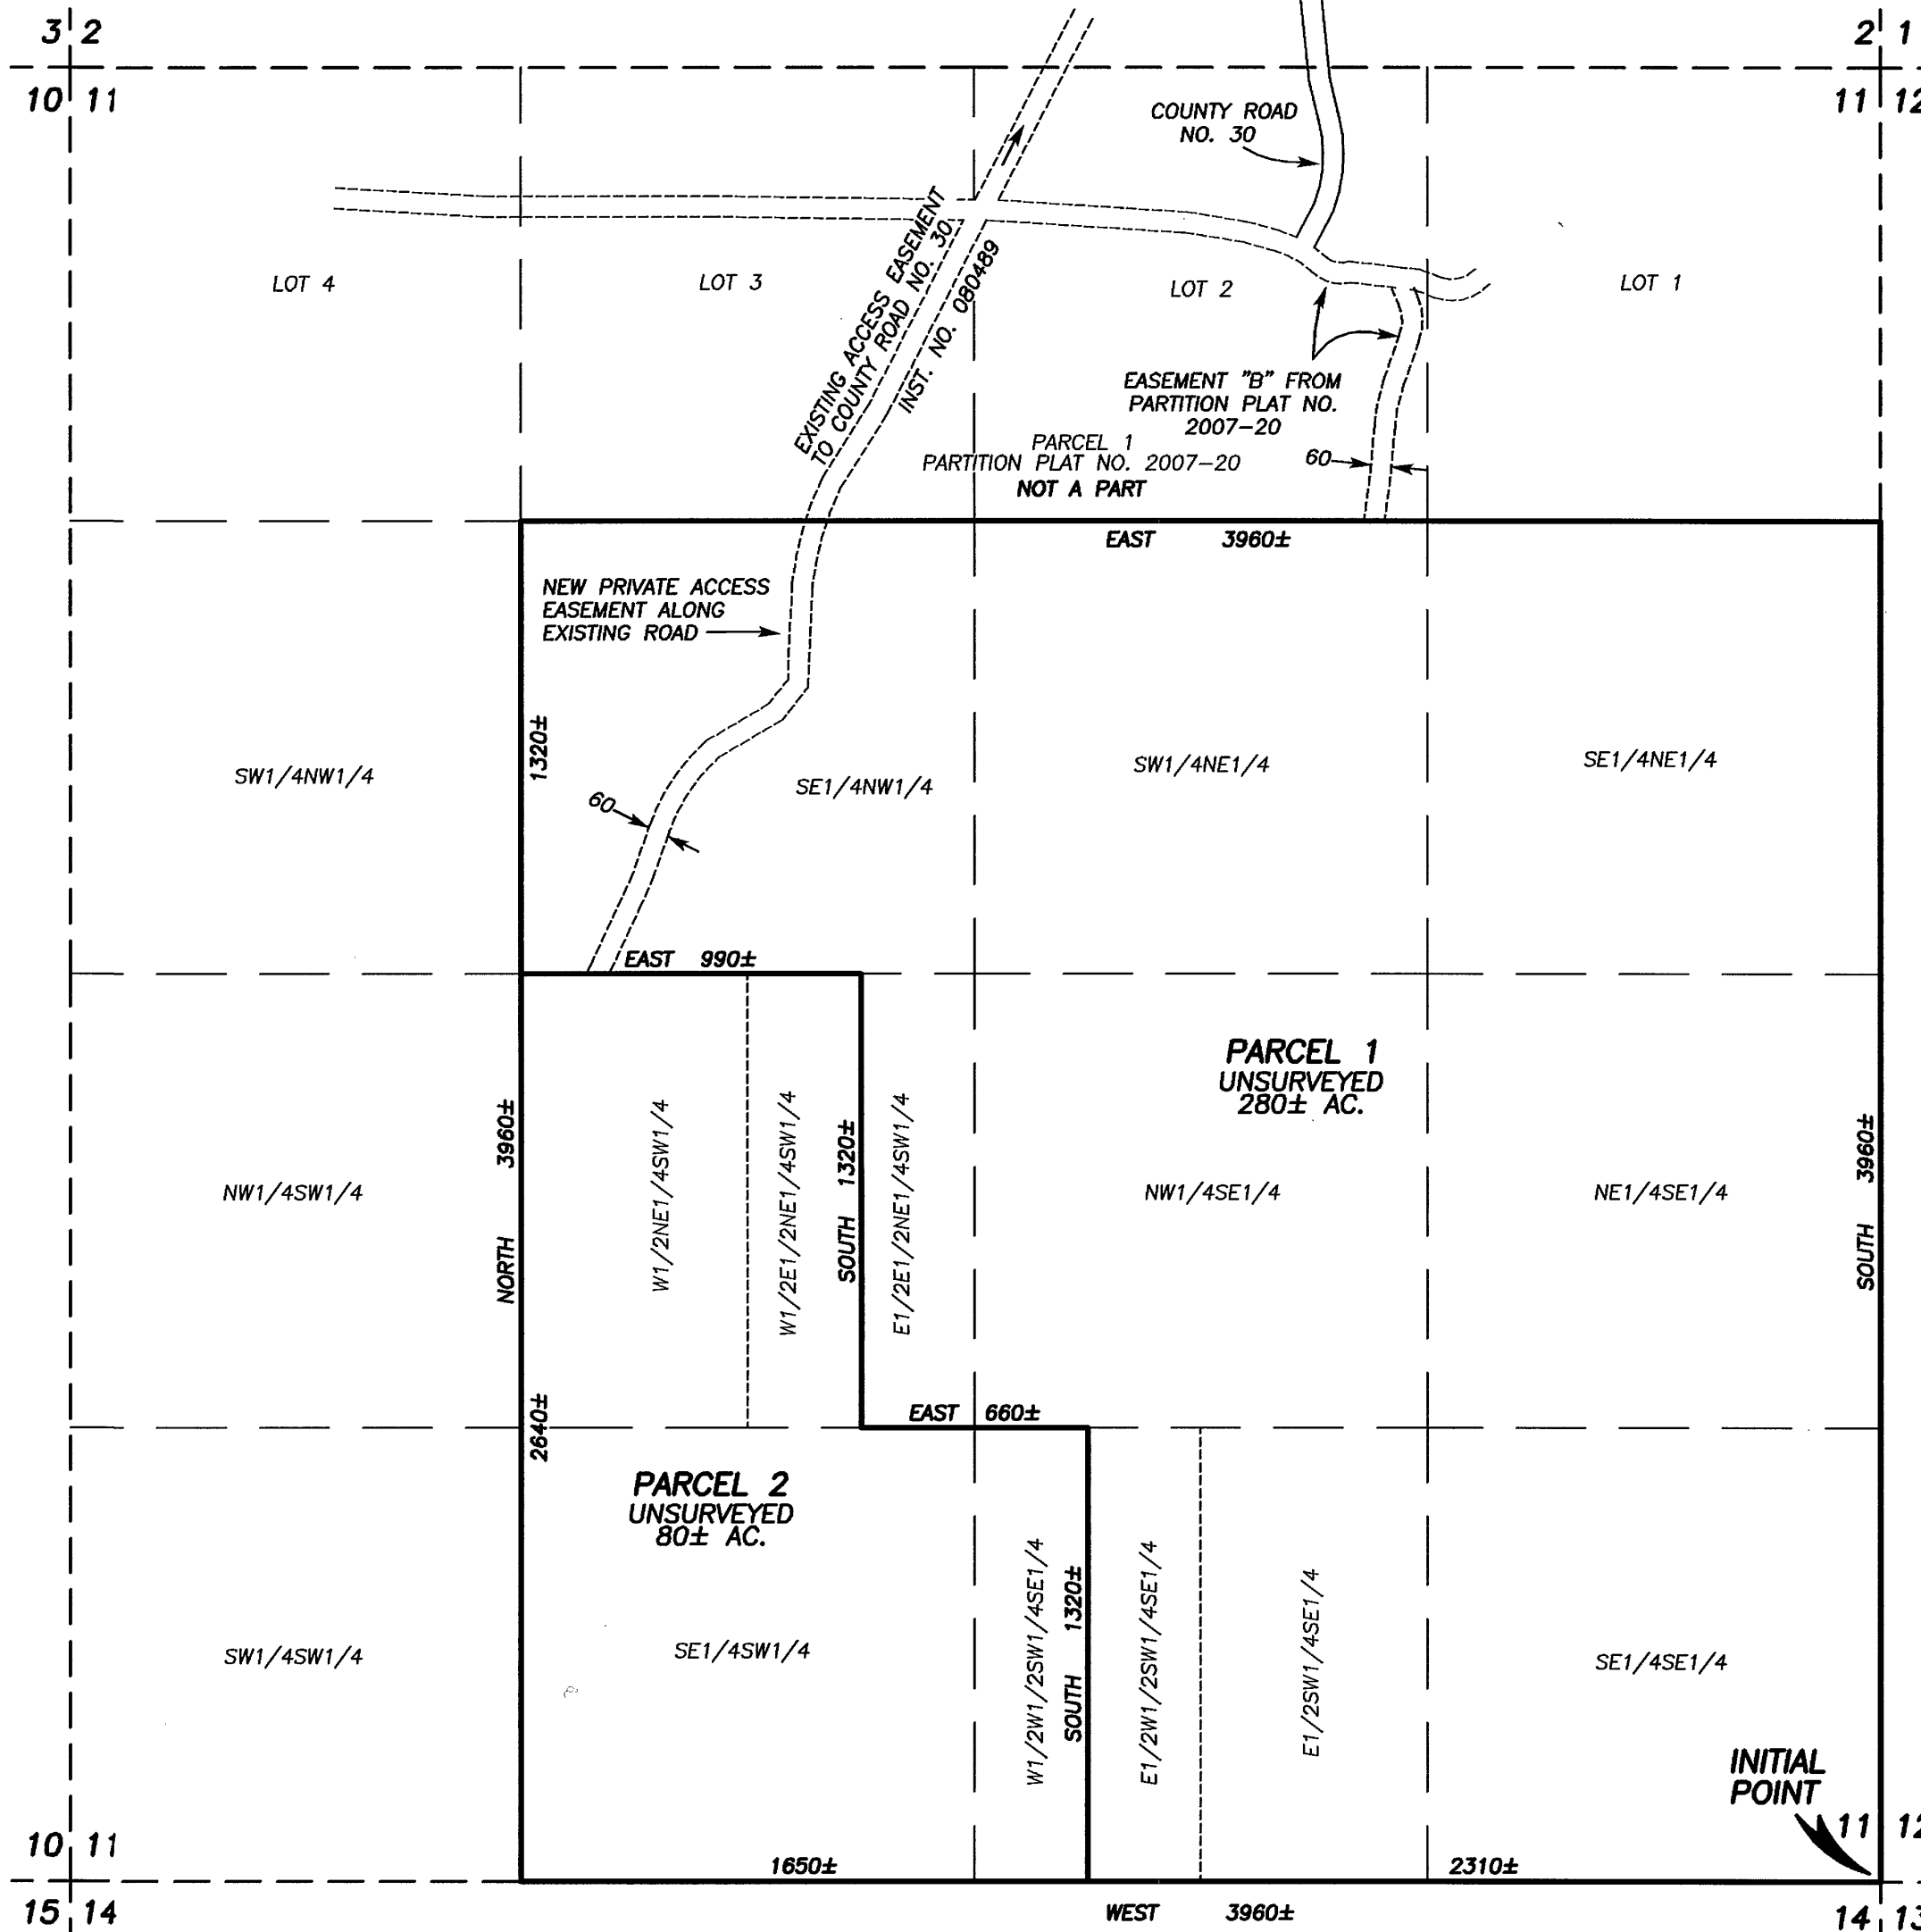 3 2
2 1
10 11
11 12
COUNTY ROAD
NO. 30
EXISTING ACCESS EASEMENT
TO COUNTY ROAD NO. 30
INST. NO. 080489
LOT 4
LOT 3
LOT 2
LOT 1
EASEMENT "B" FROM
PARTITION PLAT NO.
2007-20
PARCEL 1
PARTITION PLAT NO. 2007-20
NOT A PART
60
EAST 3960±
NEW PRIVATE ACCESS
EASEMENT ALONG
EXISTING ROAD
1320±
SW1/4NW1/4
SE1/4NW1/4
SW1/4NE1/4
SE1/4NE1/4
60
EAST 990±
PARCEL 1
UNSURVEYED
280± AC.
NORTH 3960±
W1/2NE1/4SW1/4
W1/2E1/2NE1/4SW1/4
SOUTH 1320±
E1/2E1/2NE1/4SW1/4
SOUTH 3960±
NW1/4SW1/4
NW1/4SE1/4
NE1/4SE1/4
2640±
EAST 660±
PARCEL 2
UNSURVEYED
80± AC.
SW1/4SW1/4
SE1/4SW1/4
W1/2W1/2SW1/4SE1/4
SOUTH 1320±
E1/2W1/2SW1/4SE1/4
E1/2SW1/4SE1/4
SE1/4SE1/4
INITIAL
POINT
10 11
11 12
1650±
2310±
15 14
WEST 3960±
14 13